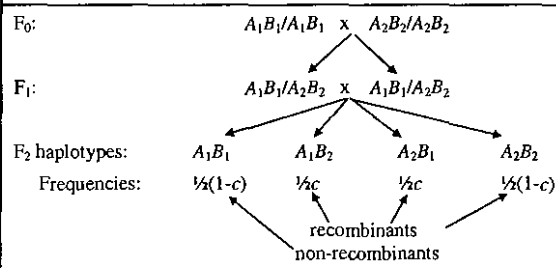 F₀: A₁B₁/A₁B₁ x A₂B₂/A₂B₂
F₁: A₁B₁/A₂B₂ x A₁B₁/A₂B₂
F₂ haplotypes: A₁B₁ A₁B₂ A₂B₁ A₂B₂
Frequencies: ½(1-c) ½c ½c ½(1-c)
recombinants
non-recombinants